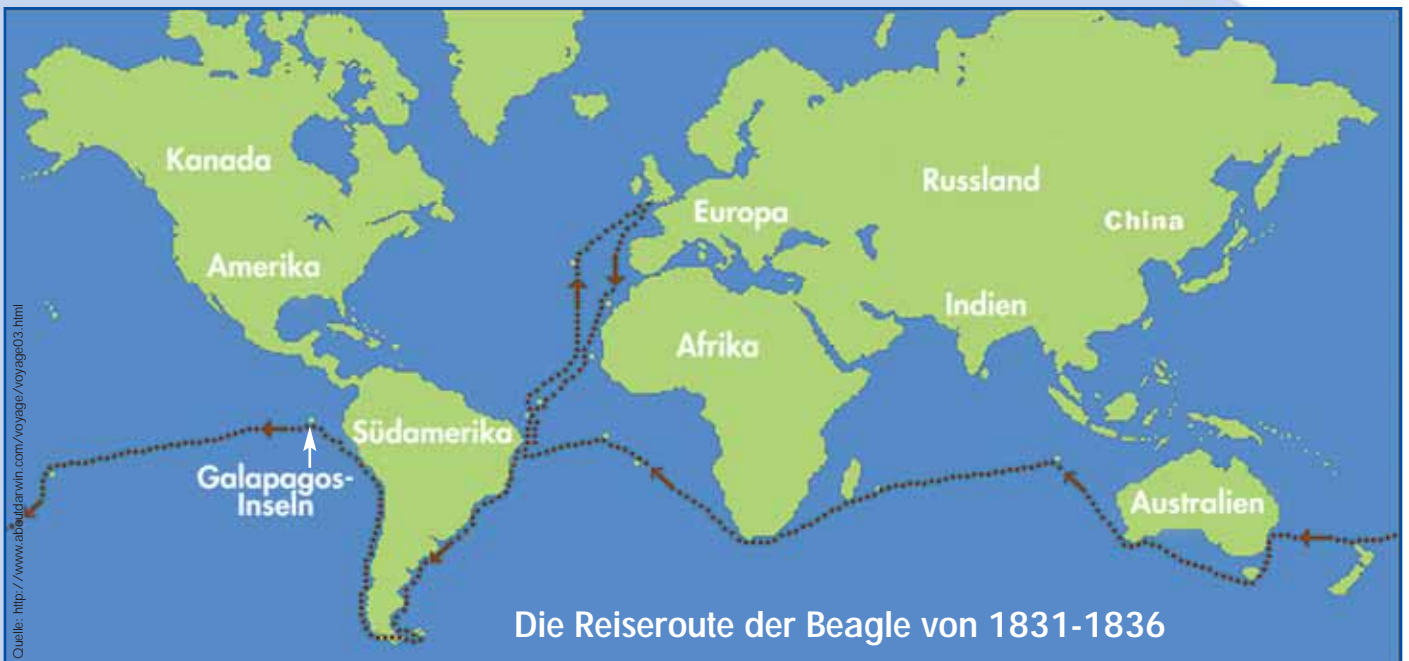 Kanada
Russland
Europa
China
Amerika
Indien
Afrika
Südamerika
Galapagos-
Inseln
Australien
Die Reiseroute der Beagle von 1831-1836
Quelle: http://www.aboutdarwin.com/voyage/voyage03.html